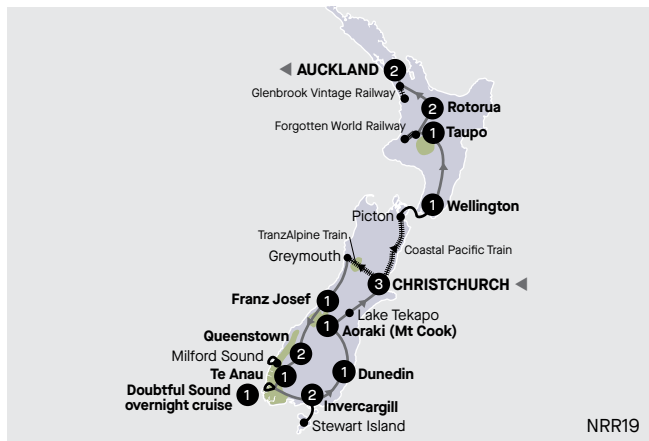 AUCKLAND 2
Glenbrook Vintage Railway
2 Rotorua
Forgotten World Railway
1 Taupo
1 Wellington
Picton
TranzAlpine Train
Coastal Pacific Train
Greymouth
3 CHRISTCHURCH
Franz Josef 1
Lake Tekapo
1 Aoraki (Mt Cook)
Queenstown 2
Milford Sound
Te Anau 1
1 Dunedin
Doubtful Sound
overnight cruise 1
2 Invercargill
Stewart Island
NRR19